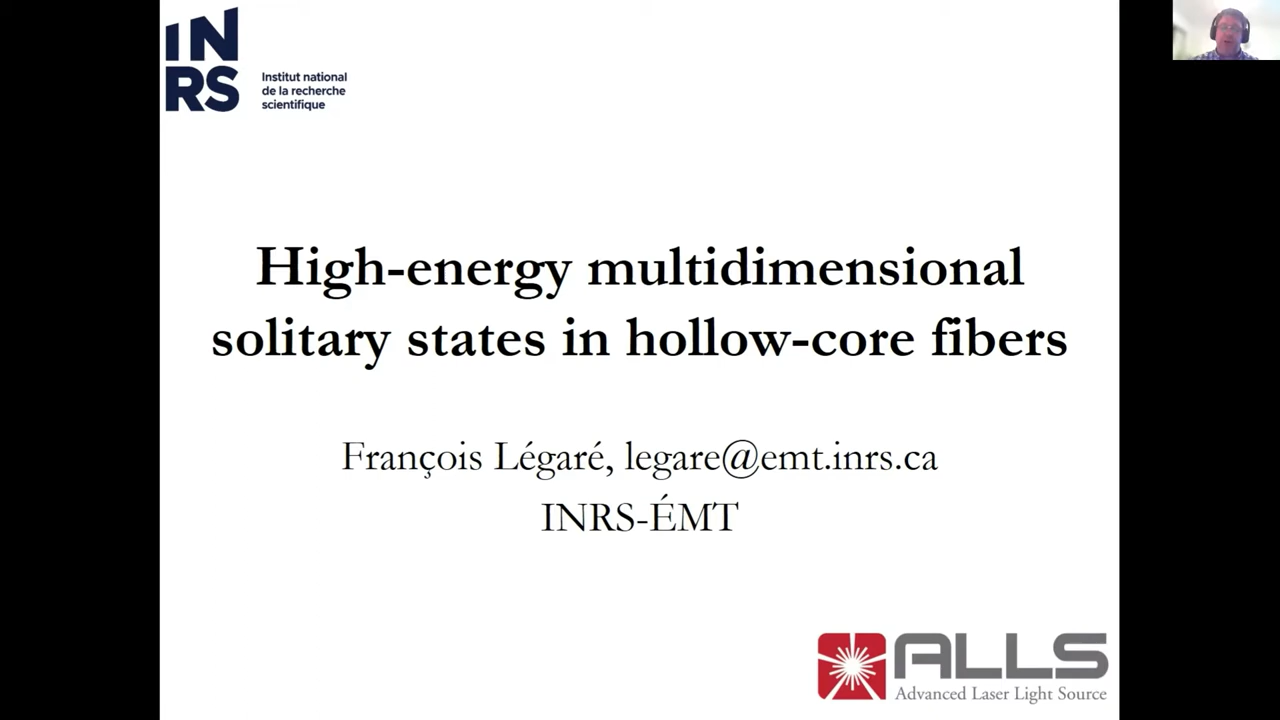 INRS
Institut national
de la recherche
scientifique
High-energy multidimensional
solitary states in hollow-core fibers
François Légaré, legare@emt.inrs.ca
INRS-ÉMT
ALLS
Advanced Laser Light Source